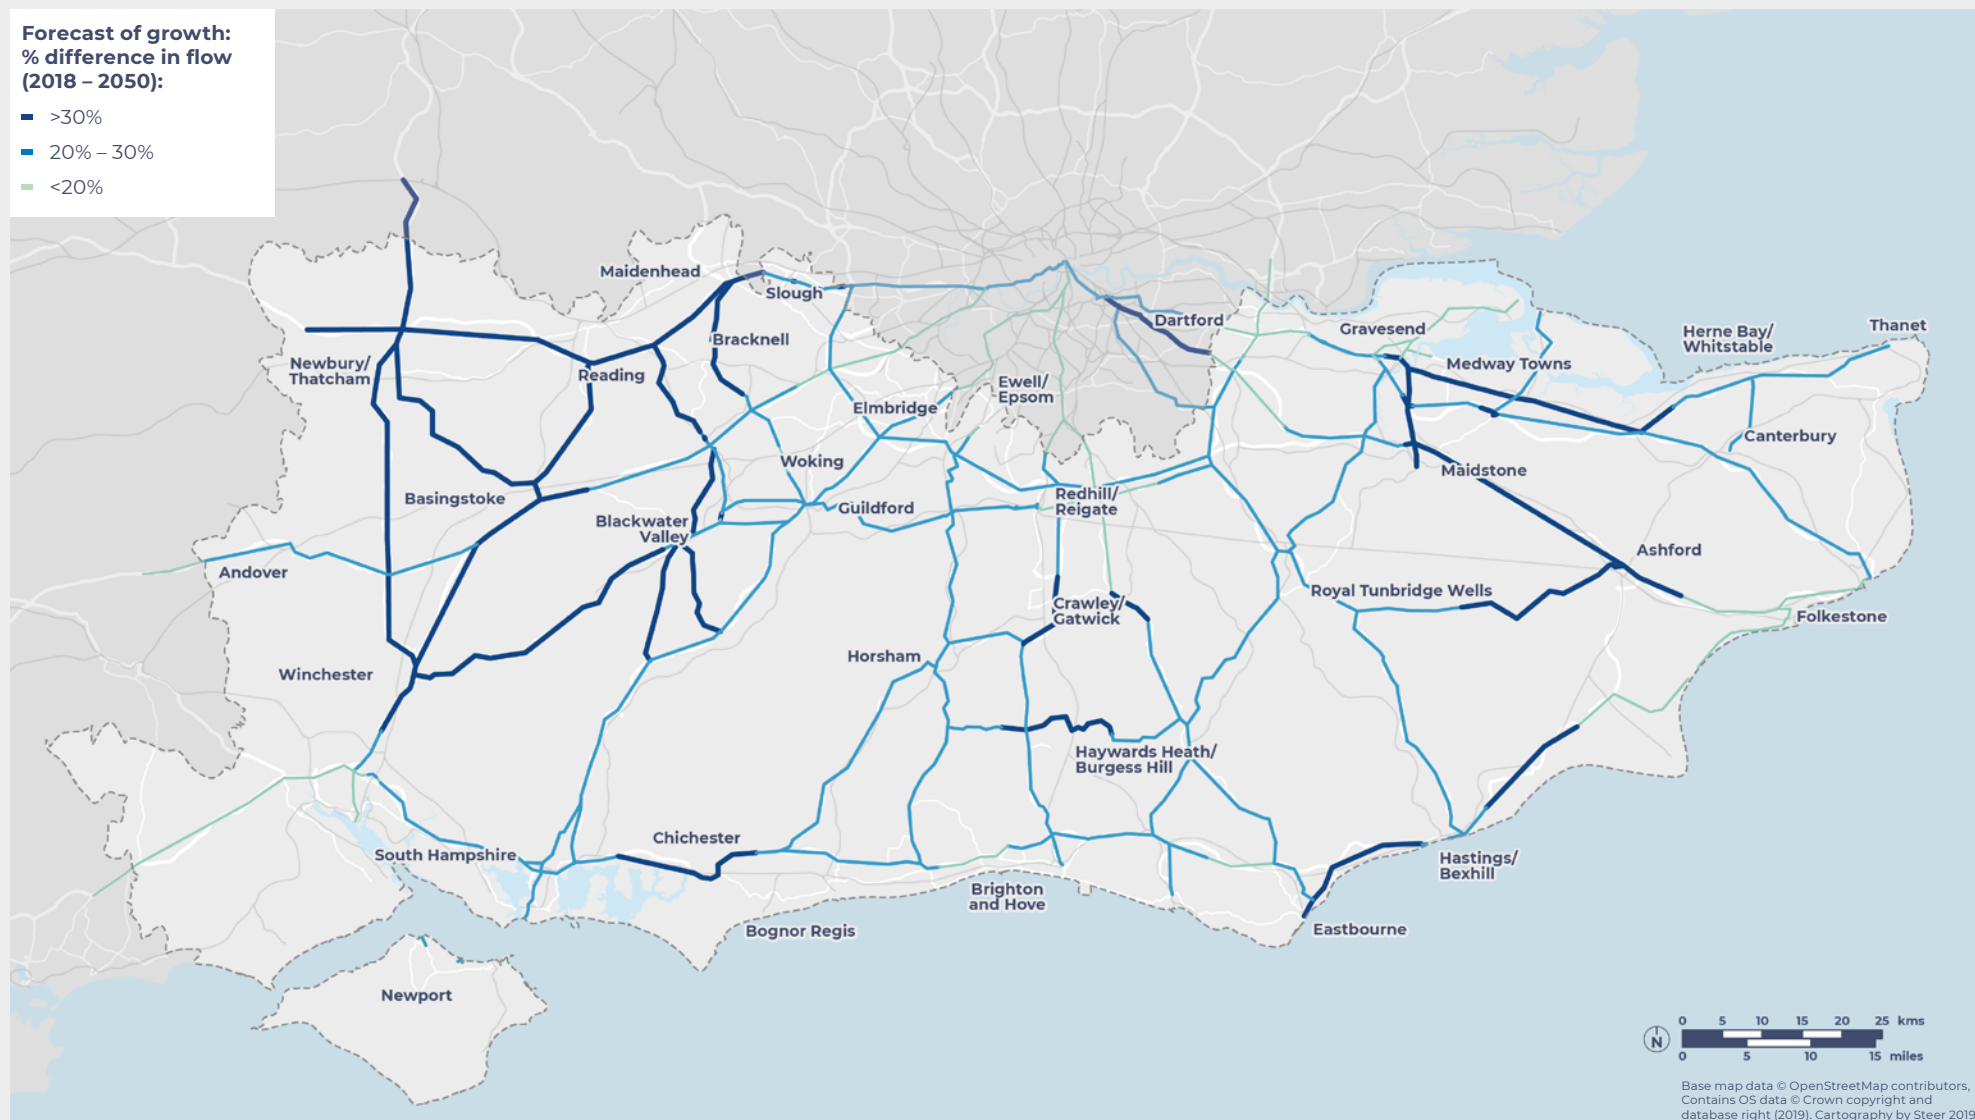 Forecast of growth:
% difference in flow
(2018 – 2050):
>30%
20% – 30%
<20%
Maidenhead
Slough
Bracknell
Dartford
Gravesend
Herne Bay/
Whitstable
Thanet
Newbury/
Thatcham
Reading
Medway Towns
Ewell/
Epsom
Elmbridge
Canterbury
Woking
Maidstone
Basingstoke
Redhill/
Reigate
Guildford
Blackwater
Valley
Ashford
Andover
Royal Tunbridge Wells
Crawley/
Gatwick
Folkestone
Horsham
Winchester
Haywards Heath/
Burgess Hill
Chichester
South Hampshire
Hastings/
Bexhill
Brighton
and Hove
Bognor Regis
Eastbourne
Newport
N
0 5 10 15 20 25 kms
0 5 10 15 miles
Base map data © OpenStreetMap contributors,
Contains OS data © Crown copyright and
database right (2019). Cartography by Steer 2019